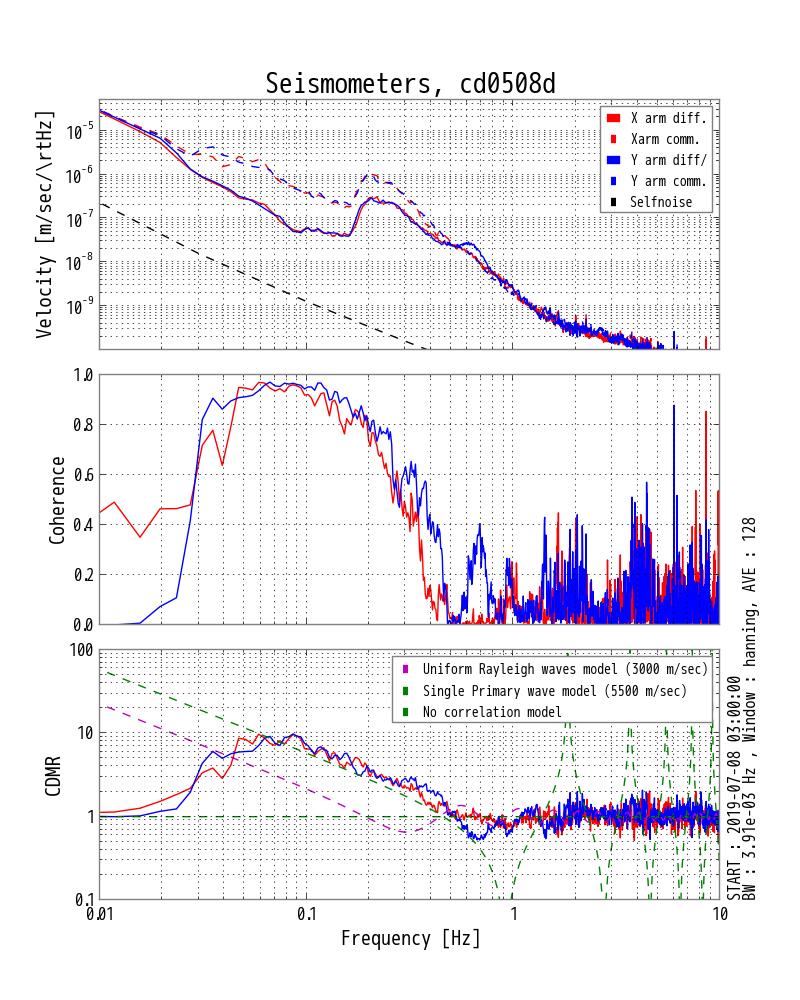 Seismometers, cd0508d
Velocity [m/sec/\rtHz]
10^-5
10^-6
10^-7
10^-8
10^-9
X arm diff.
Xarm comm.
Y arm diff/
Y arm comm.
Selfnoise
Coherence
1.0
0.8
0.6
0.4
0.2
0.0
CDMR
100
10
1
0.1
Uniform Rayleigh waves model (3000 m/sec)
Single Primary wave model (5500 m/sec)
No correlation model
0.01 0.1 1 10
Frequency [Hz]
START : 2019-07-08 03:00:00
BW : 3.91e-03 Hz , Window : hanning, AVE : 128